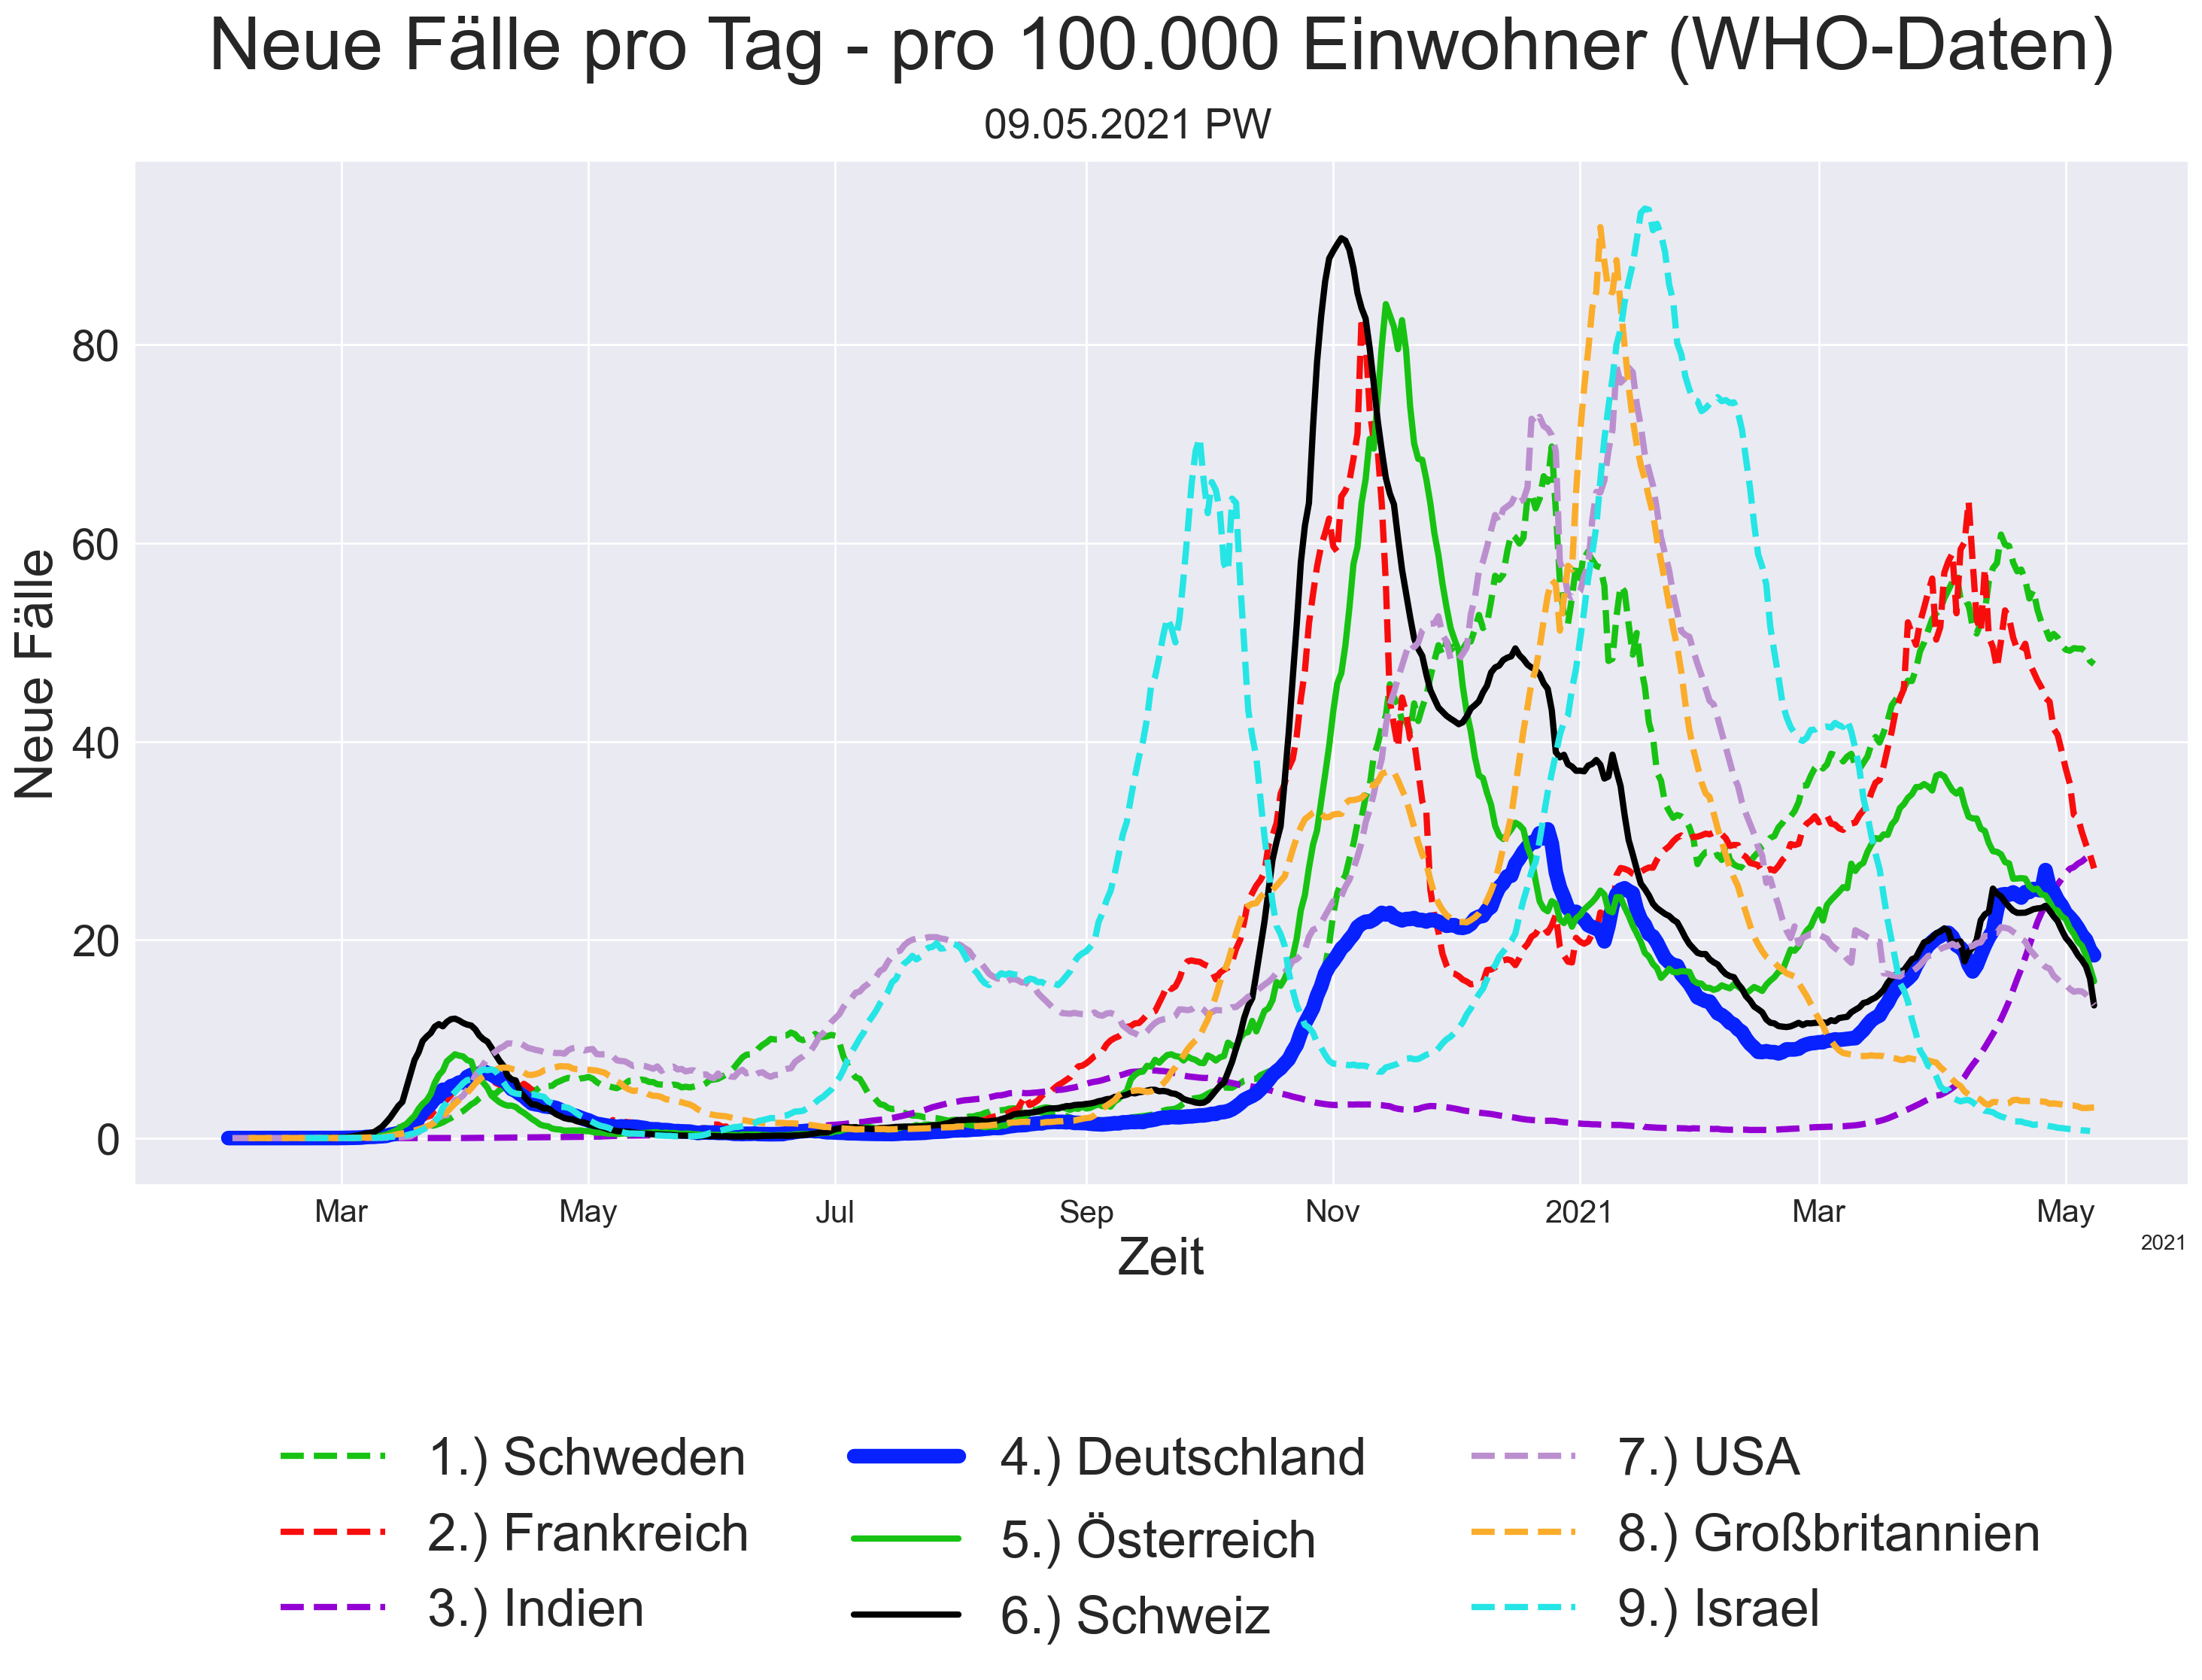 Neue Fälle pro Tag - pro 100.000 Einwohner (WHO-Daten)
09.05.2021 PW
Neue Fälle
80
60
40
20
0
Mar May Jul Sep Nov 2021 Mar May
2021
Zeit
1.) Schweden 4.) Deutschland 7.) USA
2.) Frankreich 5.) Österreich 8.) Großbritannien
3.) Indien 6.) Schweiz 9.) Israel